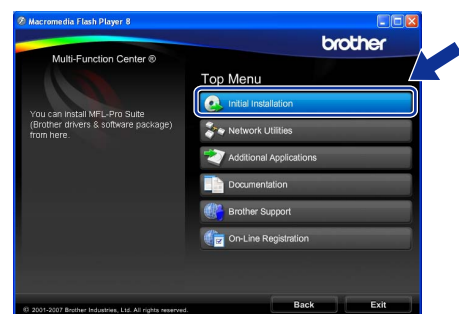 Macromedia Flash Player 8
brother
Multi-Function Center ®
Top Menu
You can install MFL-Pro Suite
(Brother drivers & software package)
from here.
Initial Installation
Network Utilities
Additional Applications
Documentation
Brother Support
On-Line Registration
© 2001-2007 Brother Industries, Ltd. All rights reserved.
Back
Exit